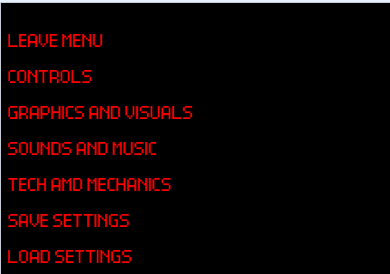 LEAVE MENU
CONTROLS
GRAPHICS AND VISUALS
SOUNDS AND MUSIC
TECH AMD MECHANICS
SAVE SETTINGS
LOAD SETTINGS